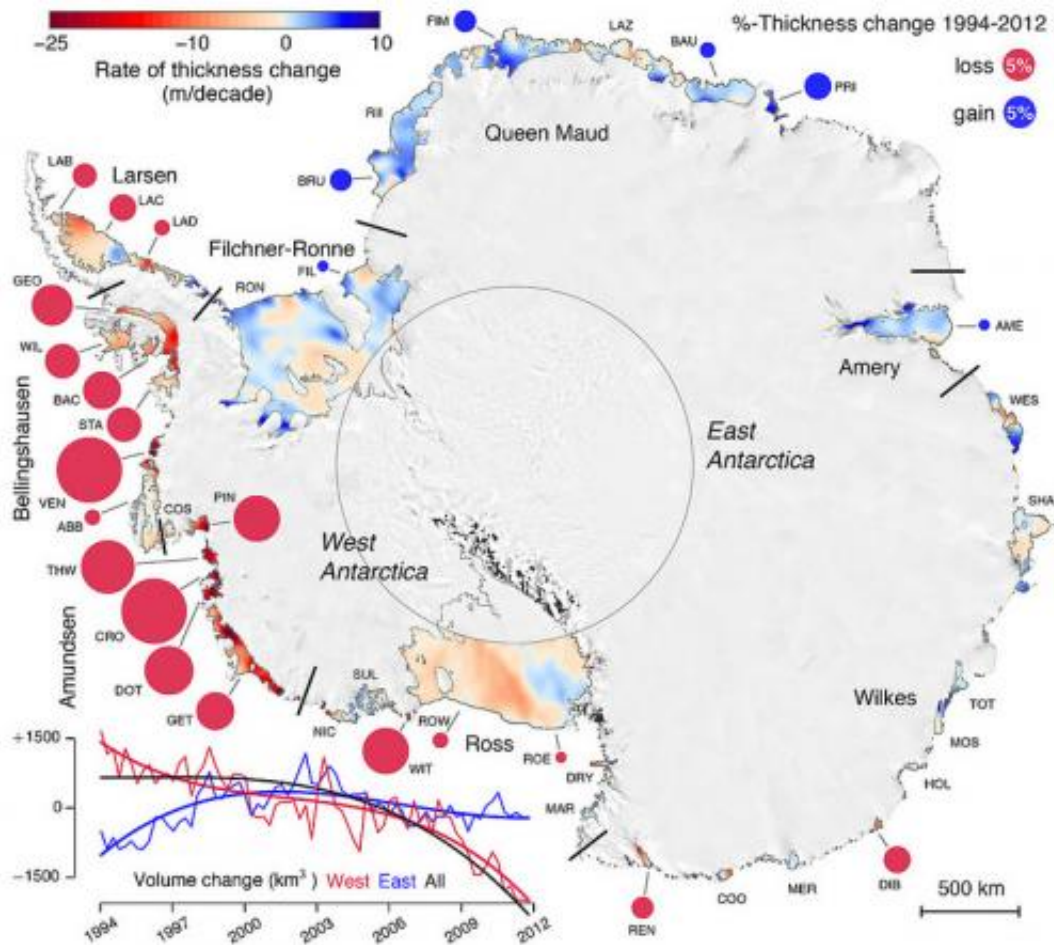 −25 −10 0 10
Rate of thickness change
(m/decade)
%-Thickness change 1994-2012
loss 5%
gain 5%
FIM
LAZ
BAU
PRI
RII
Queen Maud
BRU
LAB
Larsen
LAC
LAD
Filchner-Ronne
FIL
RON
GEO
WIL
BAC
STA
Bellingshausen
VEN
ABB
COS
PIN
AME
Amery
WES
East
Antarctica
SHA
West
Antarctica
THW
CRO
DOT
GET
Amundsen
SUL
NIC
WIT
ROW
Ross
ROE
DRY
MAR
Wilkes
TOT
MOS
HOL
DIB
MER
COO
REN
500 km
+1500
0
−1500
Volume change (km³) West East All
1994 1997 2000 2003 2006 2009 2012